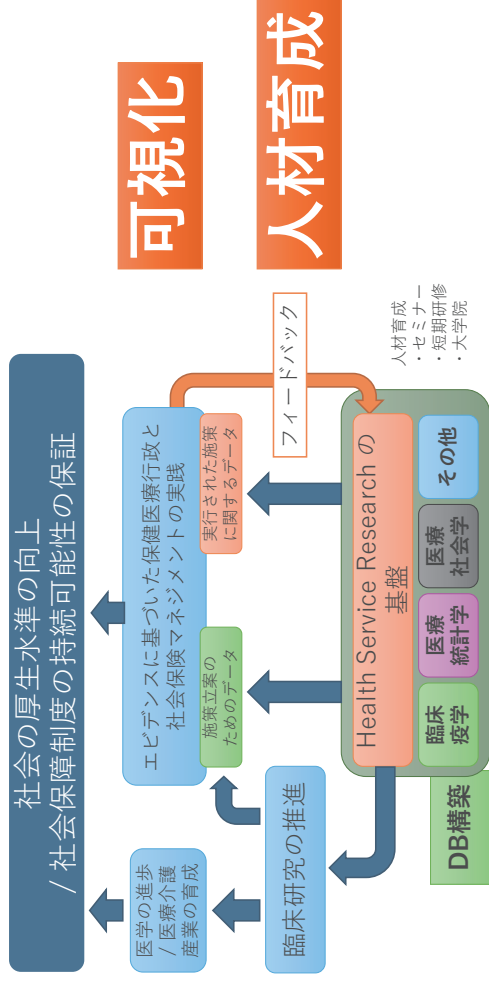 社会の厚生水準の向上
/ 社会保障制度の持続可能性の保証
医学の進歩
/ 医療介護
産業の育成
エビデンスに基づいた保健医療行政と
社会保険マネジメントの実践
施策立案の
ためのデータ
実行された施策
に関するデータ
可視化
臨床研究の推進
フィードバック
人材育成
Health Service Research の
基盤
臨床
疫学
医療
統計学
医療
社会学
その他
DB構築
人材育成
・セミナー
・短期研修
・大学院